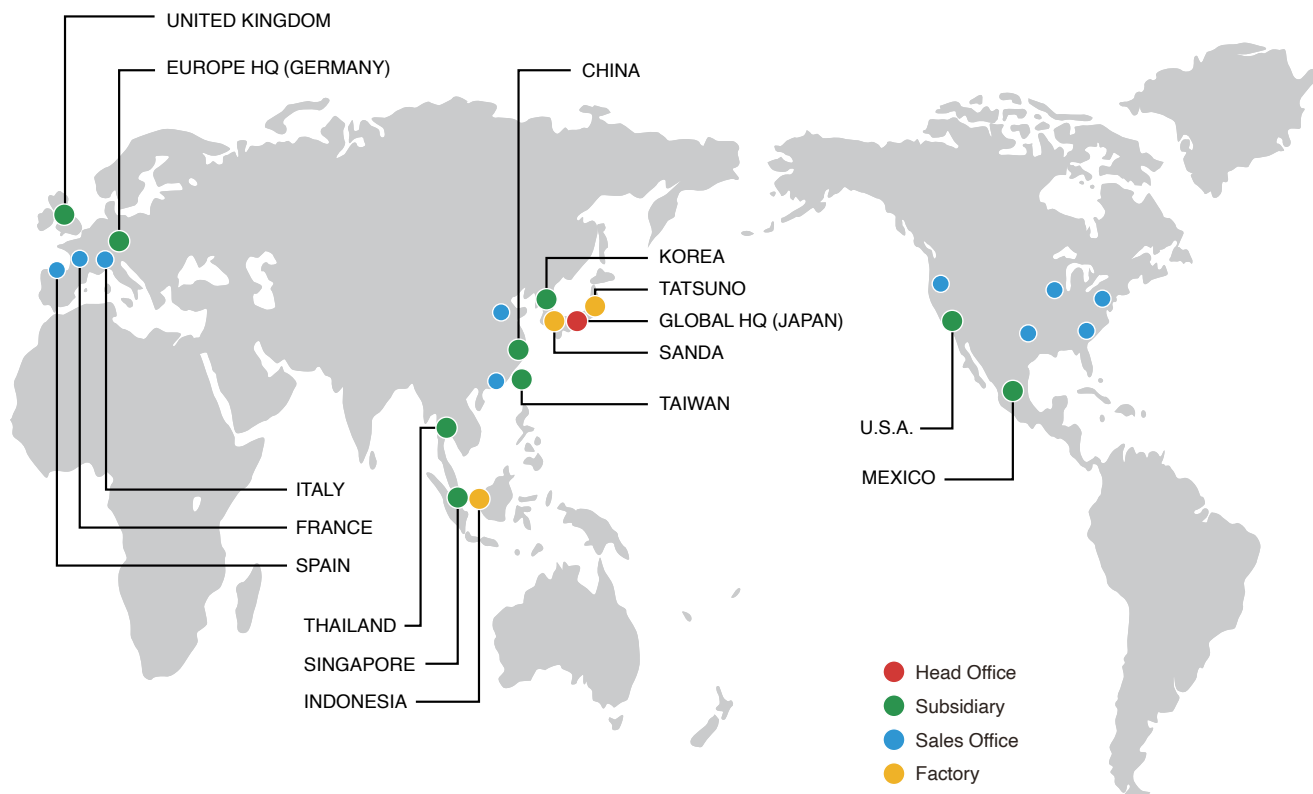 UNITED KINGDOM
EUROPE HQ (GERMANY)
CHINA
KOREA
TATSUNO
GLOBAL HQ (JAPAN)
SANDA
TAIWAN
U.S.A.
MEXICO
ITALY
FRANCE
SPAIN
THAILAND
SINGAPORE
INDONESIA
Head Office
Subsidiary
Sales Office
Factory